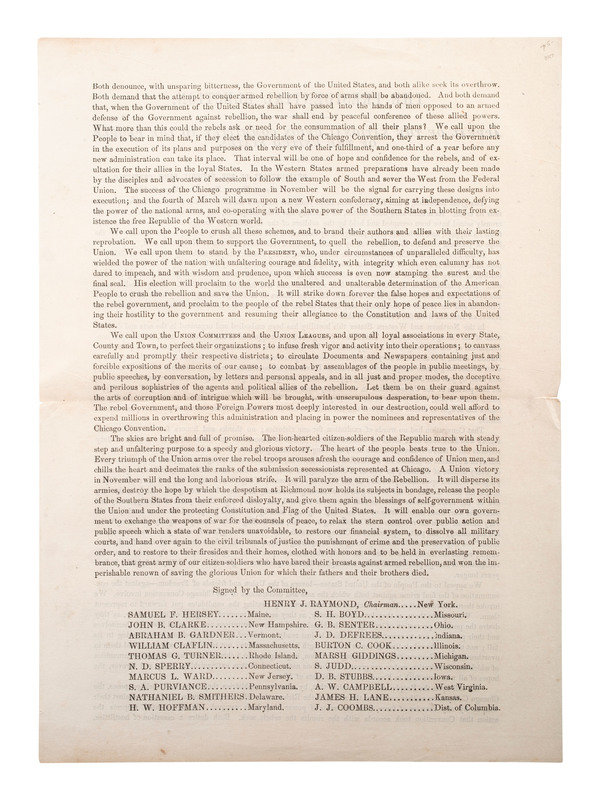 Both denounce, with unsparing bitterness, the Government of the United States, and both alike seek its overthrow.
Both demand that the attempt to conquer armed rebellion by force of arms shall be abandoned. And both demand
that, when the Government of the United States shall have passed into the hands of men opposed to an armed
defense of the Government against rebellion, the war shall end by peaceful conference of these allied powers.
What more than this could the rebels ask or need for the consummation of all their plans? We call upon the
People to bear in mind that, if they elect the candidates of the Chicago Convention, they arrest the Government
in the execution of its plans and purposes on the very eve of their fulfillment, and one-third of a year before any
new administration can take its place. That interval will be one of hope and confidence for the rebels, and of ex-
ultation for their allies in the loyal States. In the Western States armed preparations have already been made
by the disciples and advocates of secession to follow the example of South and sever the West from the Federal
Union. The success of the Chicago programme in November will be the signal for carrying these designs into
execution; and the fourth of March will dawn upon a new Western confederacy, aiming at independence, defying
the power of the national arms, and co-operating with the slave power of the Southern States in blotting from exis-
tence the free Republic of the Western world.
We call upon the People to crush all these schemes, and to brand their authors and allies with their lasting
reprobation. We call upon them to support the Government, to quell the rebellion, to defend and preserve the
Union. We call upon them to stand by the PRESIDENT, who, under circumstances of unparalleled difficulty, has
wielded the power of the nation with unfaltering courage and fidelity, with integrity which even calumny has not
dared to impeach, and with wisdom and prudence, upon which success is even now stamping the surest and the
final seal. His election will proclaim to the world the unaltered and unalterable determination of the American
People to crush the rebellion and save the Union. It will strike down forever the false hopes and expectations of
the rebel government, and proclaim to the people of the rebel States that their only hope of peace lies in abandon-
ing their hostility to the government and resuming their allegiance to the Constitution and laws of the United
States.
We call upon the UNION COMMITTEES and the UNION LEAGUES, and upon all loyal associations in every State,
County and Town, to perfect their organizations; to infuse fresh vigor and activity into their operations; to canvass
carefully and promptly their respective districts; to circulate Documents and Newspapers containing just and
forcible expositions of the merits of our cause; to combat by assemblages of the people in public meetings, by
public speeches, by conversation, by letters and personal appeals, and in all just and proper modes, the deceptive
and perilous sophistries of the agents and political allies of the rebellion. Let them be on their guard against
the arts of corruption and of intrigue which will be brought, with unscrupulous desperation, to bear upon them.
The rebel Government, and those Foreign Powers most deeply interested in our destruction, could well afford to
expend millions in overthrowing this administration and placing in power the nominees and representatives of the
Chicago Convention.
The skies are bright and full of promise. The lion-hearted citizen-soldiers of the Republic march with steady
step and unfaltering purpose to a speedy and glorious victory. The heart of the people beats true to the Union.
Every triumph of the Union arms over the rebel troops arouses afresh the courage and confidence of Union men, and
chills the heart and decimates the ranks of the submission secessionists represented at Chicago. A Union victory
in November will end the long and laborious strife. It will paralyze the arm of the Rebellion. It will disperse its
armies, destroy the hope by which the despotism at Richmond now holds its subjects in bondage, release the people
of the Southern States from their enforced disloyalty, and give them again the blessings of self-government within
the Union and under the protecting Constitution and Flag of the United States. It will enable our own govern-
ment to exchange the weapons of war for the counsels of peace, to relax the stern control over public action and
public speech which a state of war renders unavoidable, to restore our financial system, to dissolve all military
courts, and hand over again to the civil tribunals of justice the punishment of crime and the preservation of public
order, and to restore to their firesides and their homes, clothed with honors and to be held in everlasting remem-
brance, that great army of our citizen-soldiers who have bared their breasts against armed rebellion, and won the im-
perishable renown of saving the glorious Union for which their fathers and their brothers died.
Signed by the Committee,
HENRY J. RAYMOND, Chairman.....New York.
SAMUEL F. HERSEY.......Maine. S. H. BOYD..............Missouri.
JOHN B. CLARKE..........New Hampshire. G. B. SENTER............Ohio.
ABRAHAM B. GARDNER...Vermont. J. D. DEFREES...........Indiana.
WILLIAM CLAFLIN........Massachusetts. BURTON C. COOK.........Illinois.
THOMAS G. TURNER......Rhode Island. MARSH GIDDINGS........Michigan.
N. D. SPERRY............Connecticut. S. JUDD................Wisconsin.
MARCUS L. WARD.........New Jersey. D. B. STUBBS............Iowa.
S. A. PURVIANCE.........Pennsylvania. A. W. CAMPBELL.........West Virginia.
NATHANIEL B. SMITHERS.Delaware. JAMES H. LANE..........Kansas.
H. W. HOFFMAN..........Maryland. J. J. COOMBS.............Dist. of Columbia.